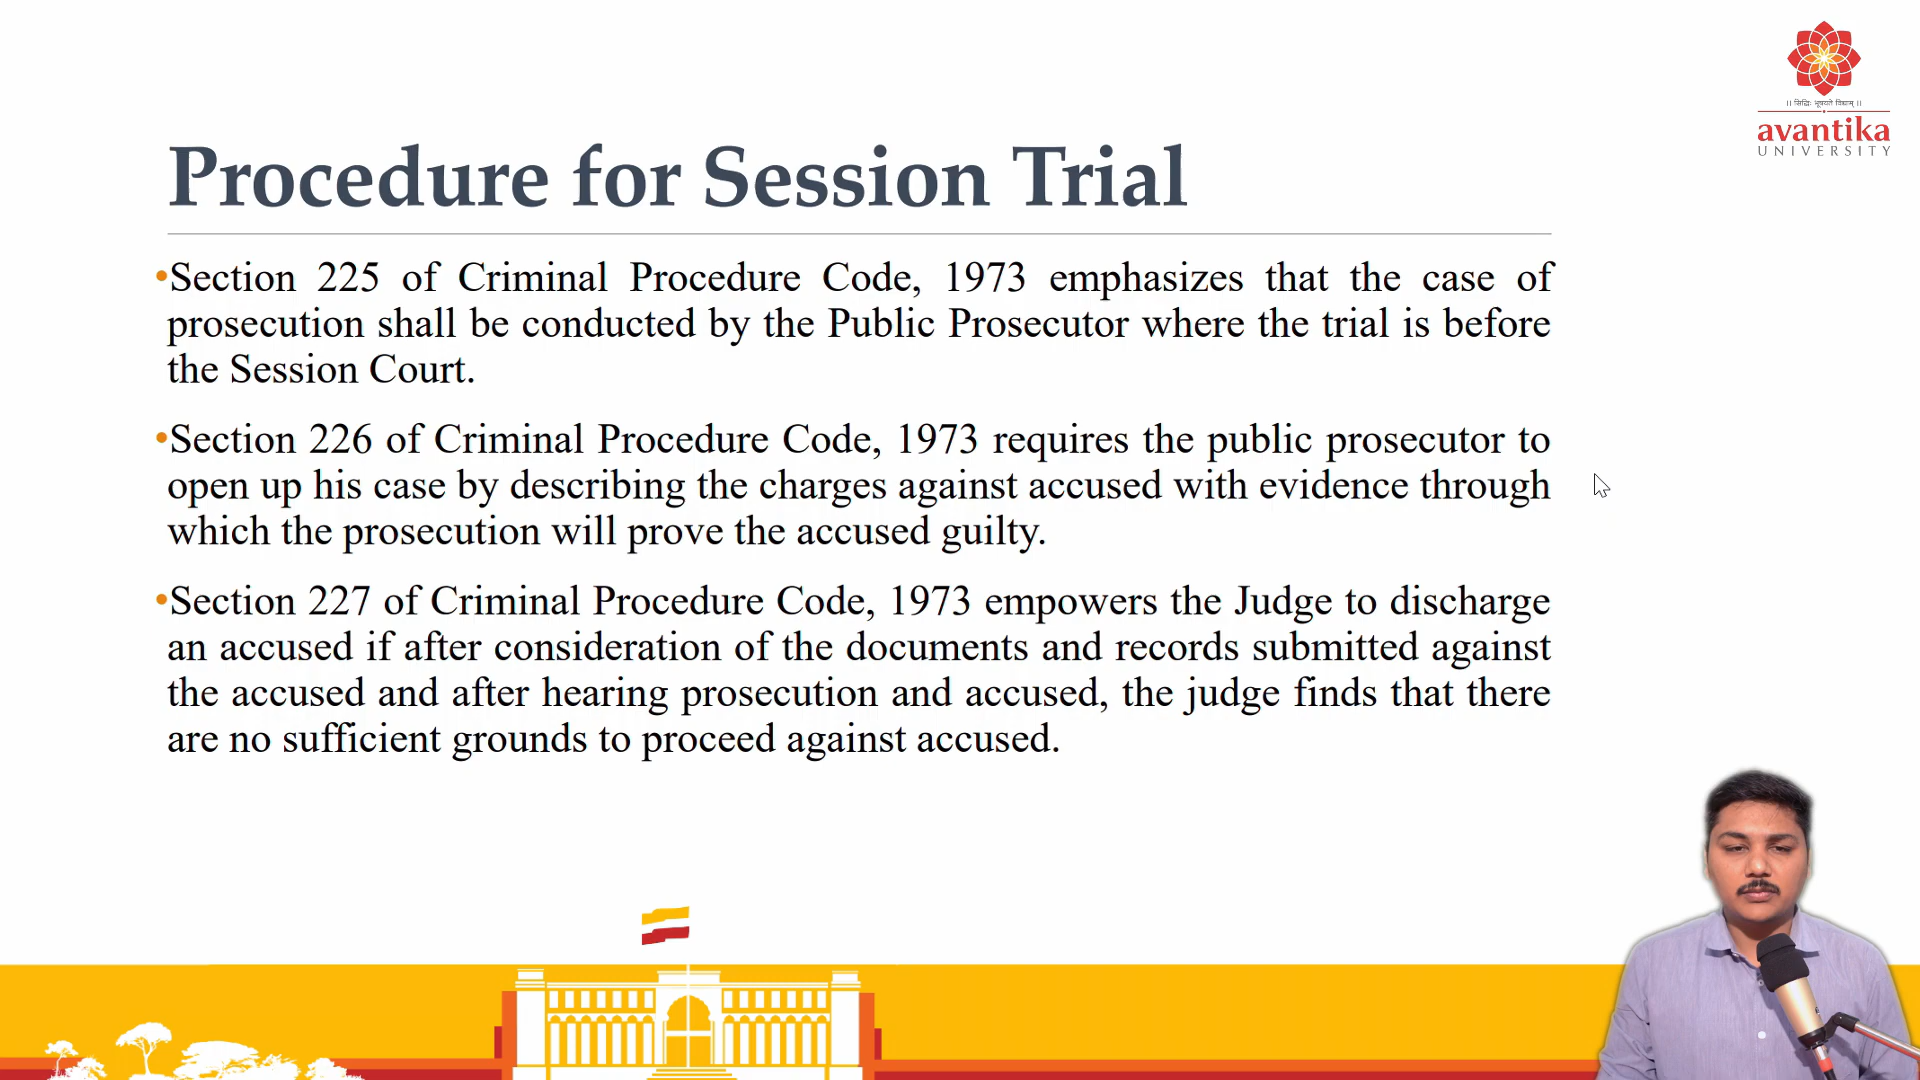 || सिद्धिः भूषयते विद्याम् ||
avantika
UNIVERSITY
Procedure for Session Trial
•Section 225 of Criminal Procedure Code, 1973 emphasizes that the case of
prosecution shall be conducted by the Public Prosecutor where the trial is before
the Session Court.
•Section 226 of Criminal Procedure Code, 1973 requires the public prosecutor to
open up his case by describing the charges against accused with evidence through
which the prosecution will prove the accused guilty.
•Section 227 of Criminal Procedure Code, 1973 empowers the Judge to discharge
an accused if after consideration of the documents and records submitted against
the accused and after hearing prosecution and accused, the judge finds that there
are no sufficient grounds to proceed against accused.